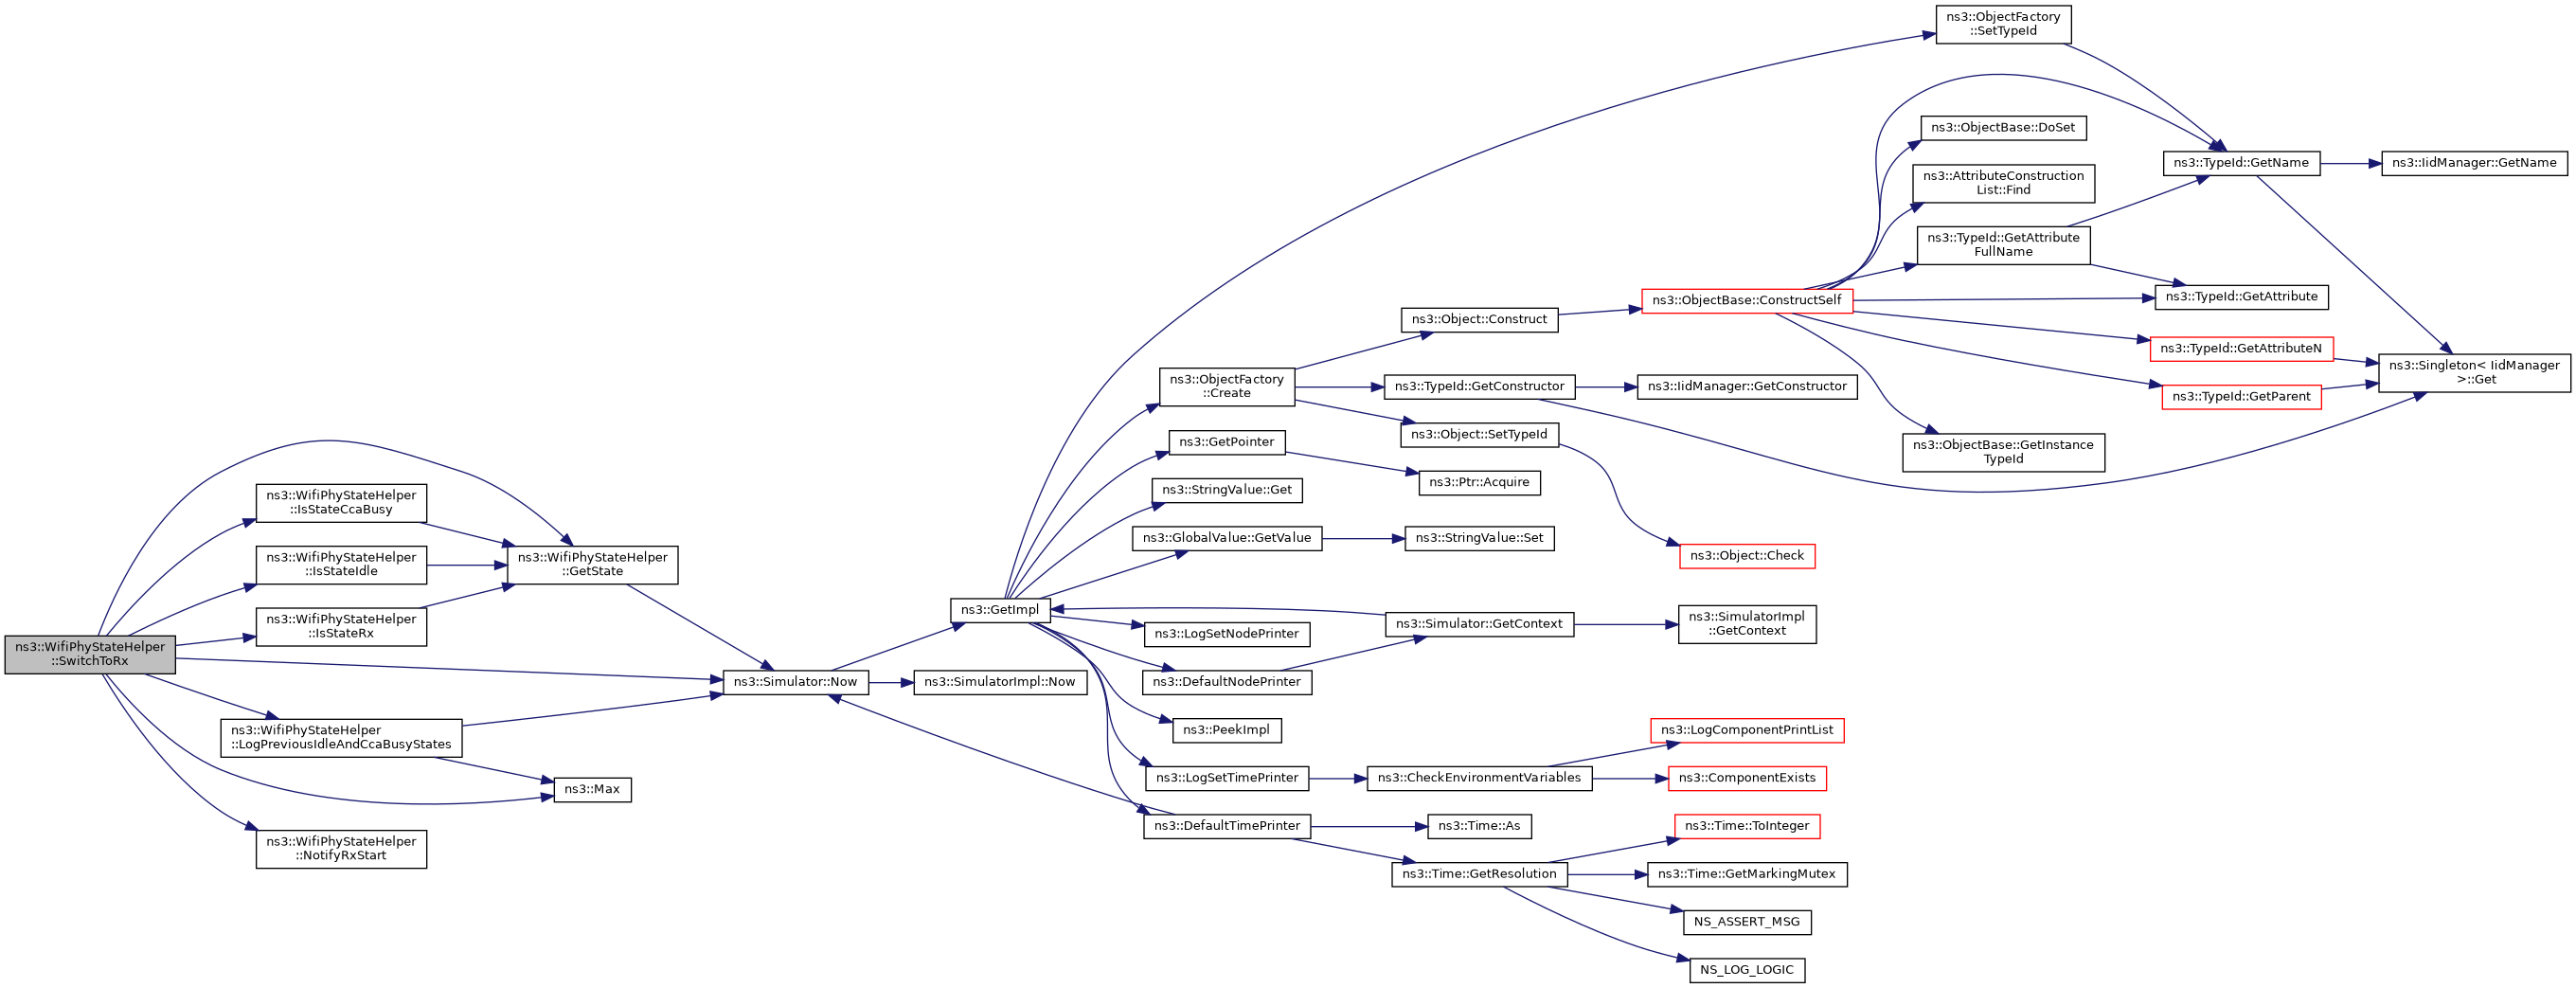 ns3::WifiPhyStateHelper
::SwitchToRx
ns3::WifiPhyStateHelper
::IsStateCcaBusy
ns3::WifiPhyStateHelper
::IsStateIdle
ns3::WifiPhyStateHelper
::IsStateRx
ns3::WifiPhyStateHelper
::LogPreviousIdleAndCcaBusyStates
ns3::WifiPhyStateHelper
::NotifyRxStart
ns3::WifiPhyStateHelper
::GetState
ns3::Max
ns3::Simulator::Now
ns3::SimulatorImpl::Now
ns3::GetImpl
ns3::ObjectFactory
::Create
ns3::GetPointer
ns3::StringValue::Get
ns3::GlobalValue::GetValue
ns3::LogSetNodePrinter
ns3::DefaultNodePrinter
ns3::PeekImpl
ns3::LogSetTimePrinter
ns3::DefaultTimePrinter
ns3::Object::Construct
ns3::TypeId::GetConstructor
ns3::Object::SetTypeId
ns3::Ptr::Acquire
ns3::StringValue::Set
ns3::Simulator::GetContext
ns3::CheckEnvironmentVariables
ns3::Time::As
ns3::Time::GetResolution
ns3::ObjectBase::ConstructSelf
ns3::IidManager::GetConstructor
ns3::Object::Check
ns3::SimulatorImpl
::GetContext
ns3::LogComponentPrintList
ns3::ComponentExists
ns3::Time::ToInteger
ns3::Time::GetMarkingMutex
NS_ASSERT_MSG
NS_LOG_LOGIC
ns3::ObjectFactory
::SetTypeId
ns3::ObjectBase::DoSet
ns3::AttributeConstruction
List::Find
ns3::TypeId::GetAttribute
FullName
ns3::ObjectBase::GetInstance
TypeId
ns3::TypeId::GetName
ns3::TypeId::GetAttribute
ns3::TypeId::GetAttributeN
ns3::TypeId::GetParent
ns3::IidManager::GetName
ns3::Singleton< IidManager
>::Get